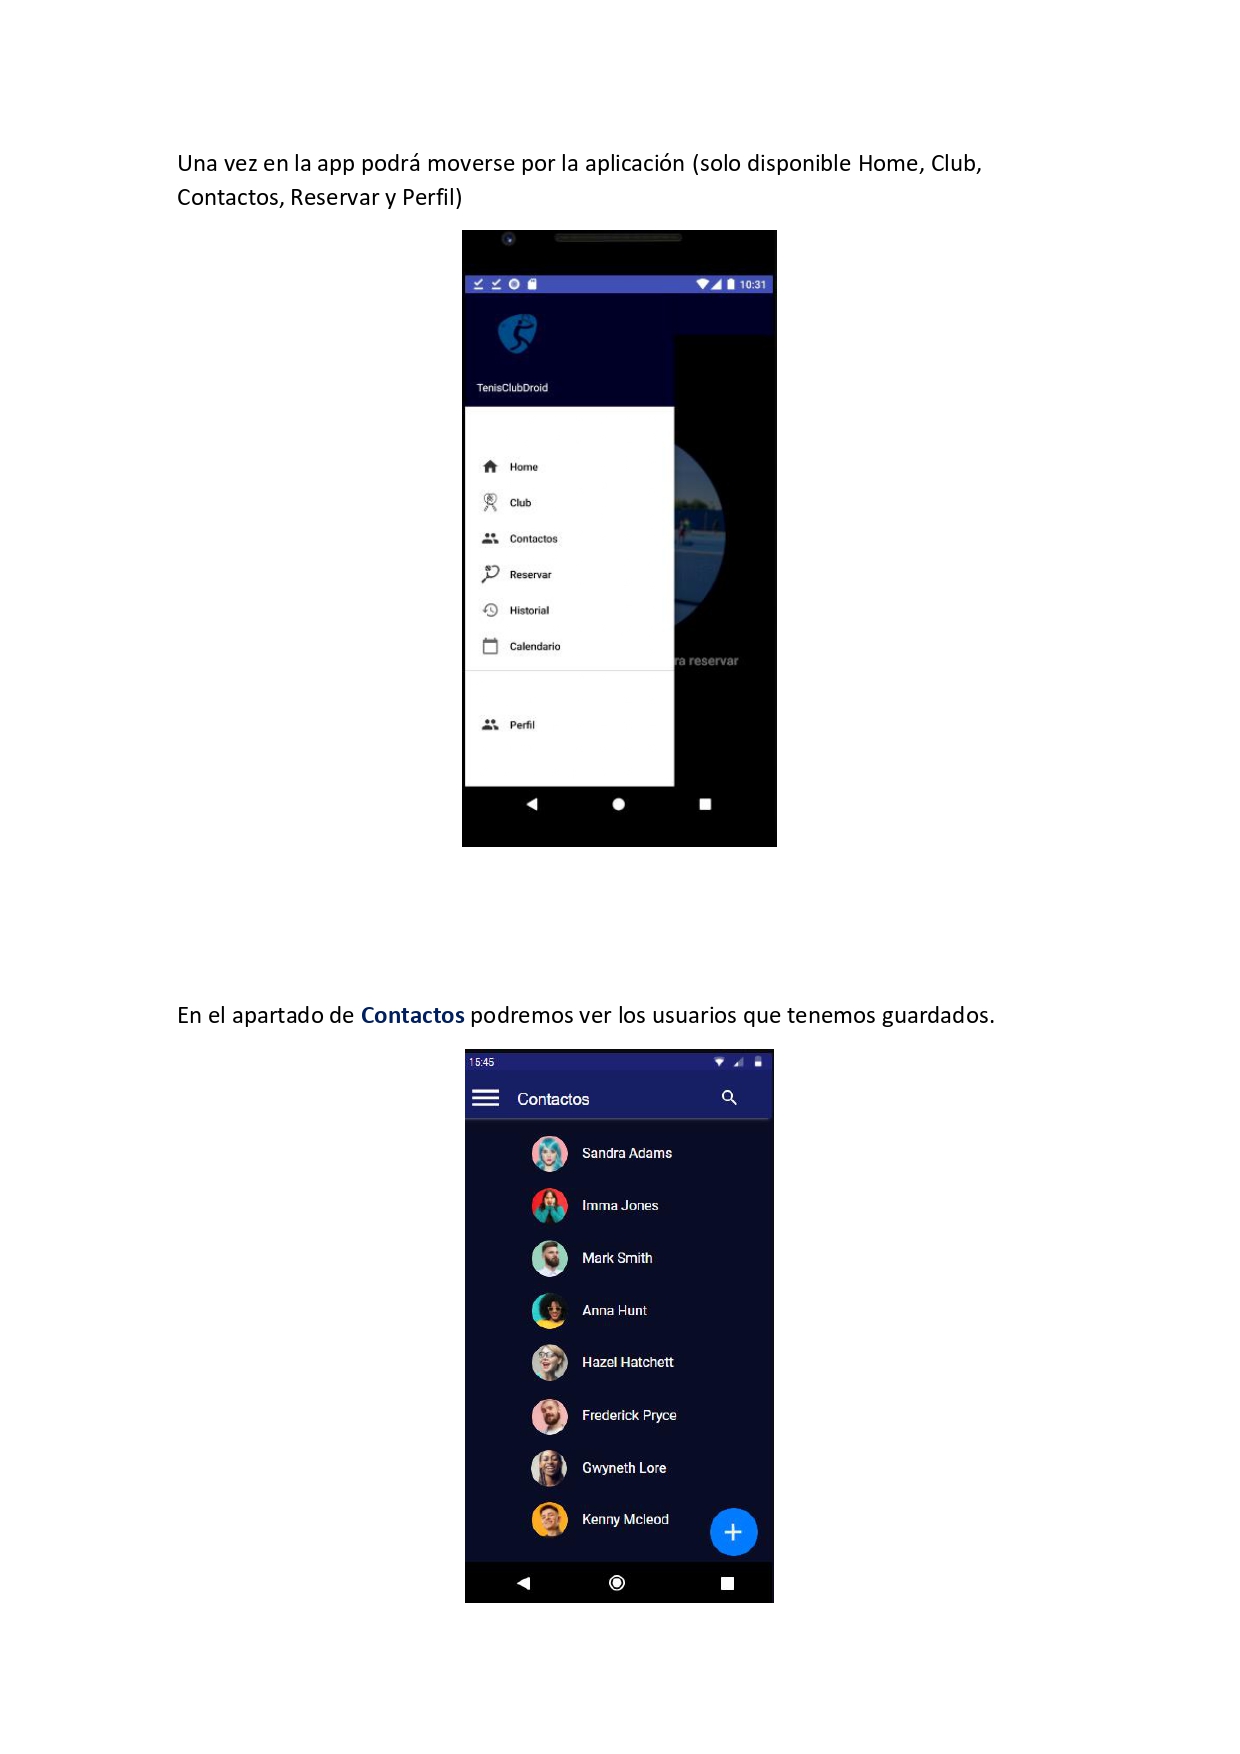 Una vez en la app podrá moverse por la aplicación (solo disponible Home, Club,
Contactos, Reservar y Perfil)
10:31
TenisClubDroid
Home
Club
Contactos
Reservar
Historial
Calendario
ra reservar
Perfil
En el apartado de Contactos podremos ver los usuarios que tenemos guardados.
15:45
Contactos
Sandra Adams
Imma Jones
Mark Smith
Anna Hunt
Hazel Hatchett
Frederick Pryce
Gwyneth Lore
Kenny Mcleod